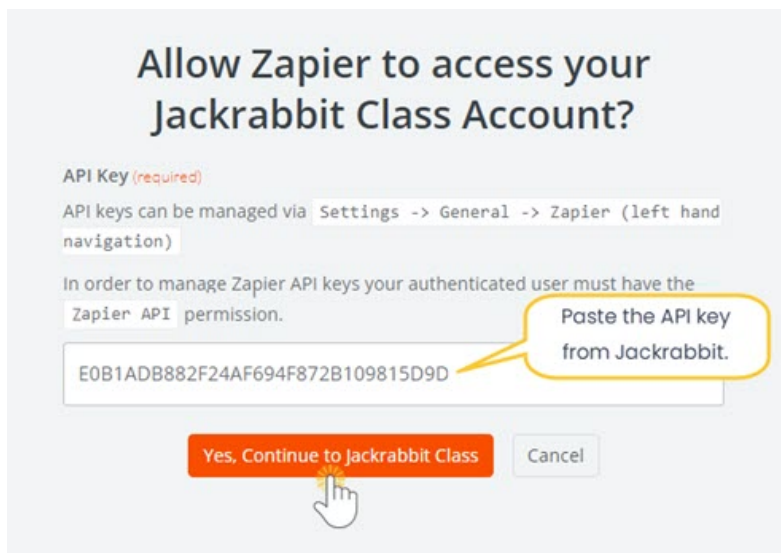 Allow Zapier to access your
Jackrabbit Class Account?
API Key (required)
API keys can be managed via Settings -> General -> Zapier (left hand
navigation)
In order to manage Zapier API keys your authenticated user must have the
Zapier API permission.
Paste the API key
from Jackrabbit.
E0B1ADB882F24AF694F872B109815D9D
Yes, Continue to Jackrabbit Class
Cancel